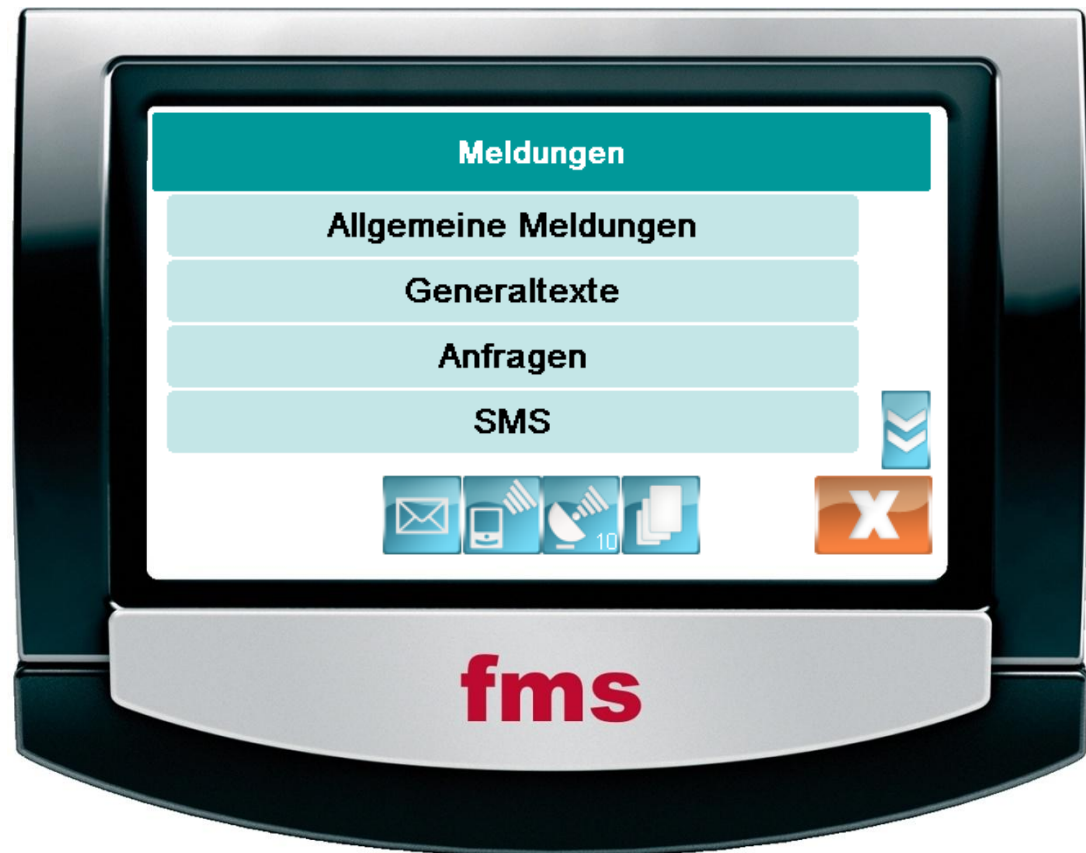 Meldungen
Allgemeine Meldungen
Generaltexte
Anfragen
SMS
10
X
fms